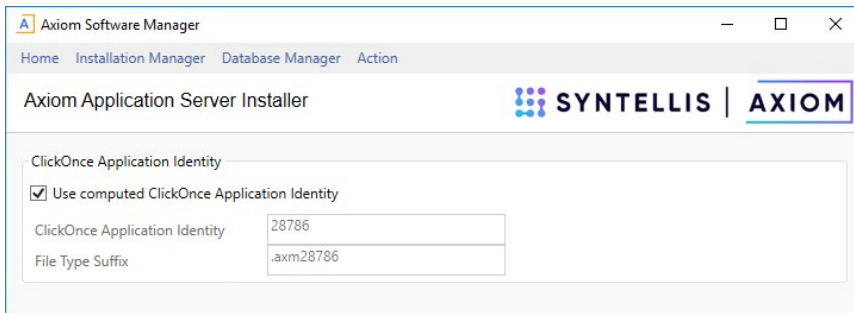 A Axiom Software Manager
Home Installation Manager Database Manager Action
Axiom Application Server Installer
SYNTELLIS | AXIOM
ClickOnce Application Identity
Use computed ClickOnce Application Identity
ClickOnce Application Identity 28786
File Type Suffix .axm28786